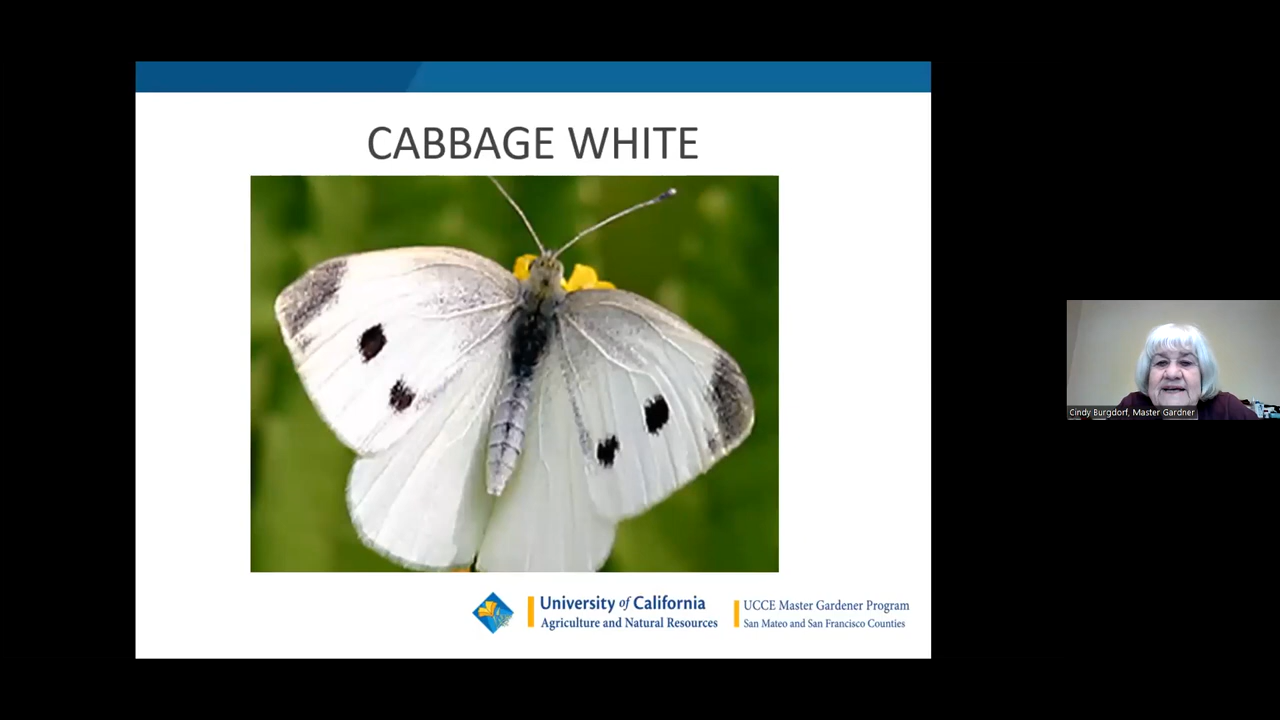 CABBAGE WHITE
University of California
Agriculture and Natural Resources
UCCE Master Gardener Program
San Mateo and San Francisco Counties
Cindy Burgdorf, Master Gardner